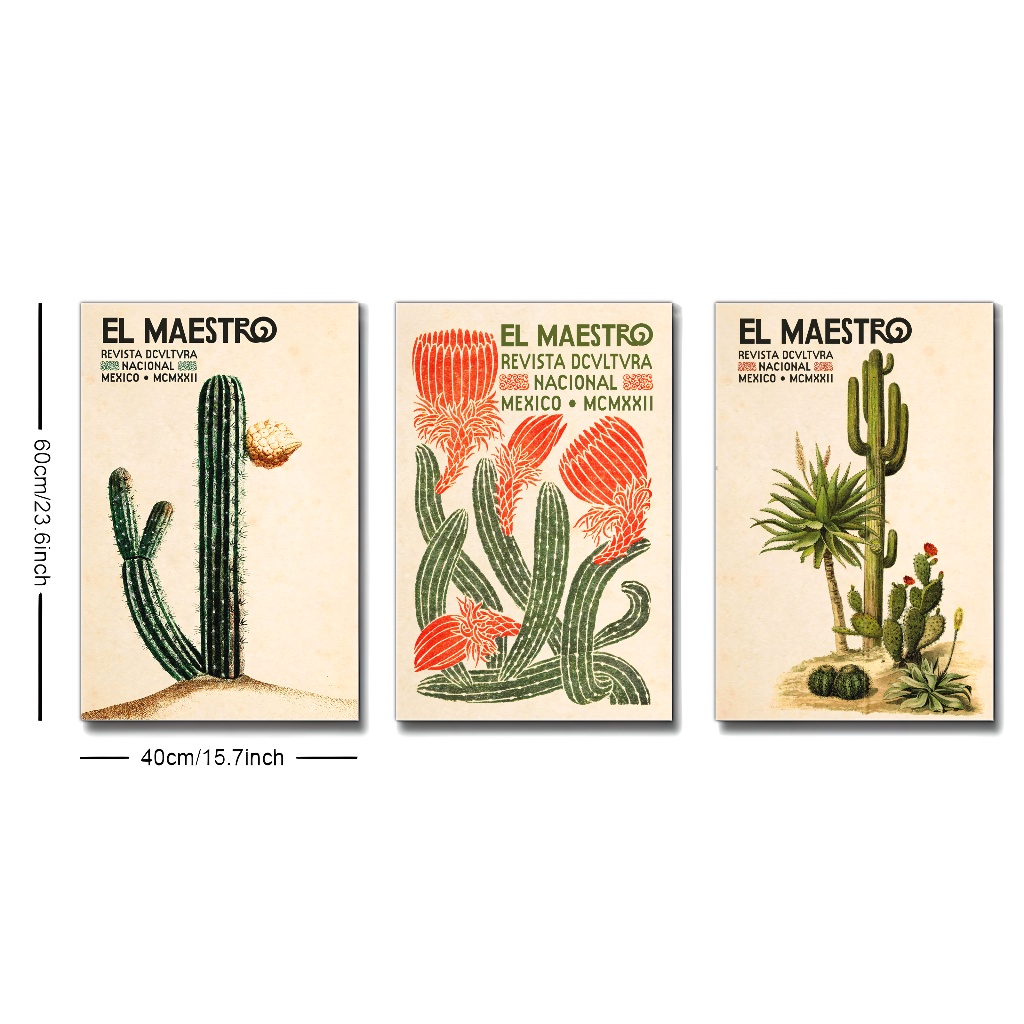 EL MAESTRO
REVISTA DCVLTVRA
NACIONAL
MEXICO • MCMXXII
EL MAESTRO
REVISTA DCVLTVRA
NACIONAL
MEXICO • MCMXXII
EL MAESTRO
REVISTA DCVLTVRA
NACIONAL
MEXICO • MCMXXII
60cm/23.6inch
40cm/15.7inch